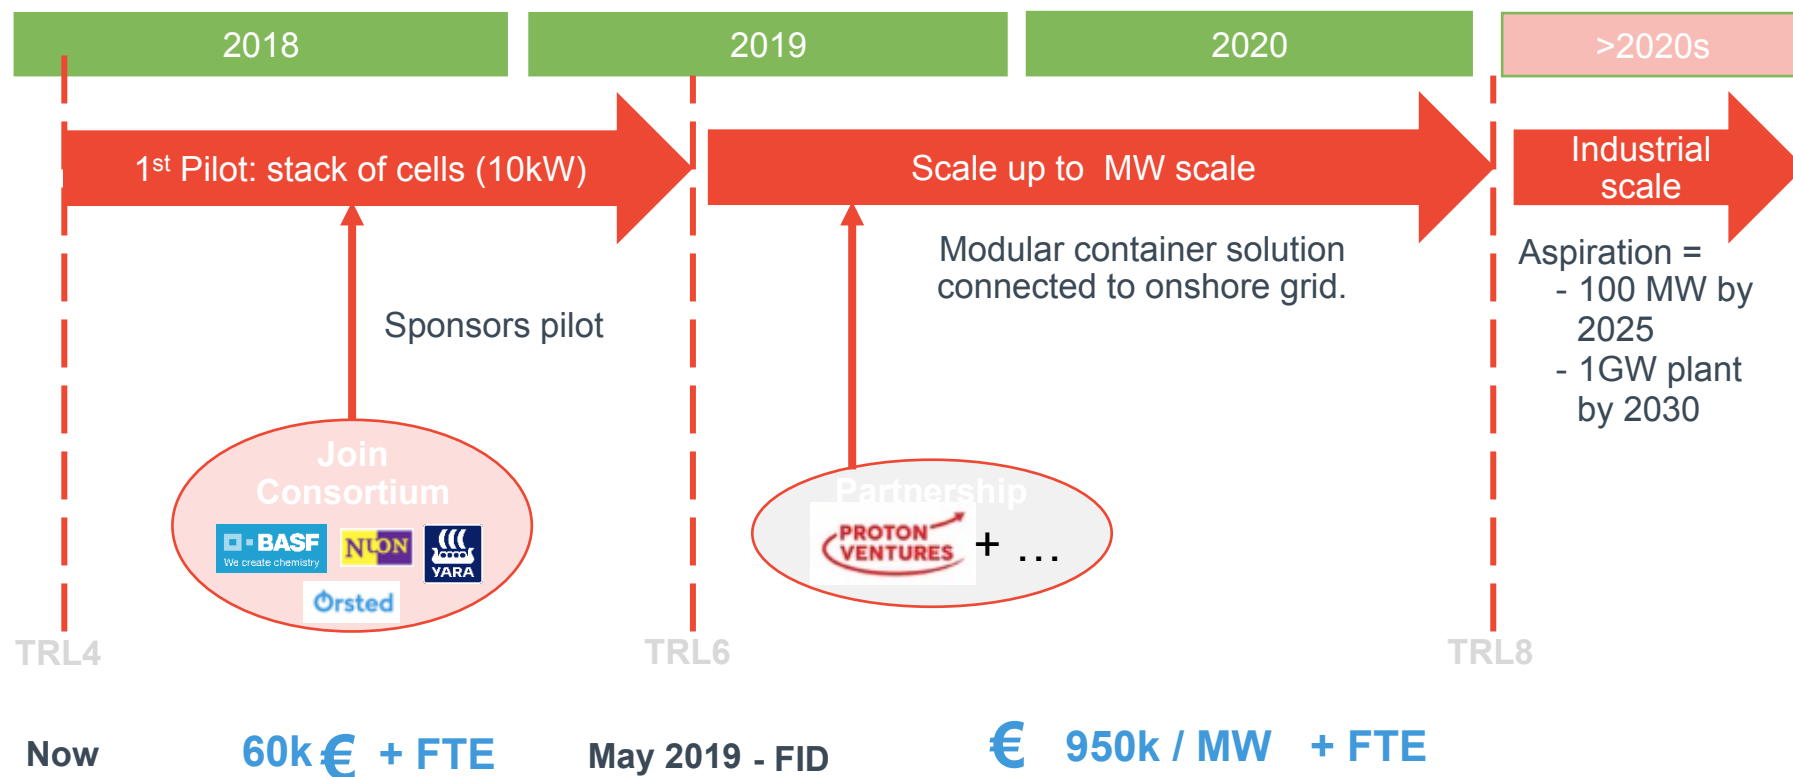 2018
2019
2020
>2020s
1st Pilot: stack of cells (10kW)
Scale up to MW scale
Industrial
scale
Modular container solution
connected to onshore grid.
Aspiration =
- 100 MW by
2025
- 1GW plant
by 2030
Sponsors pilot
Join
Consortium
BASF
We create chemistry
NUON
YARA
Ørsted
Partnership
PROTON
VENTURES
+ ...
TRL4
TRL6
TRL8
Now
60k € + FTE
May 2019 - FID
€ 950k / MW + FTE